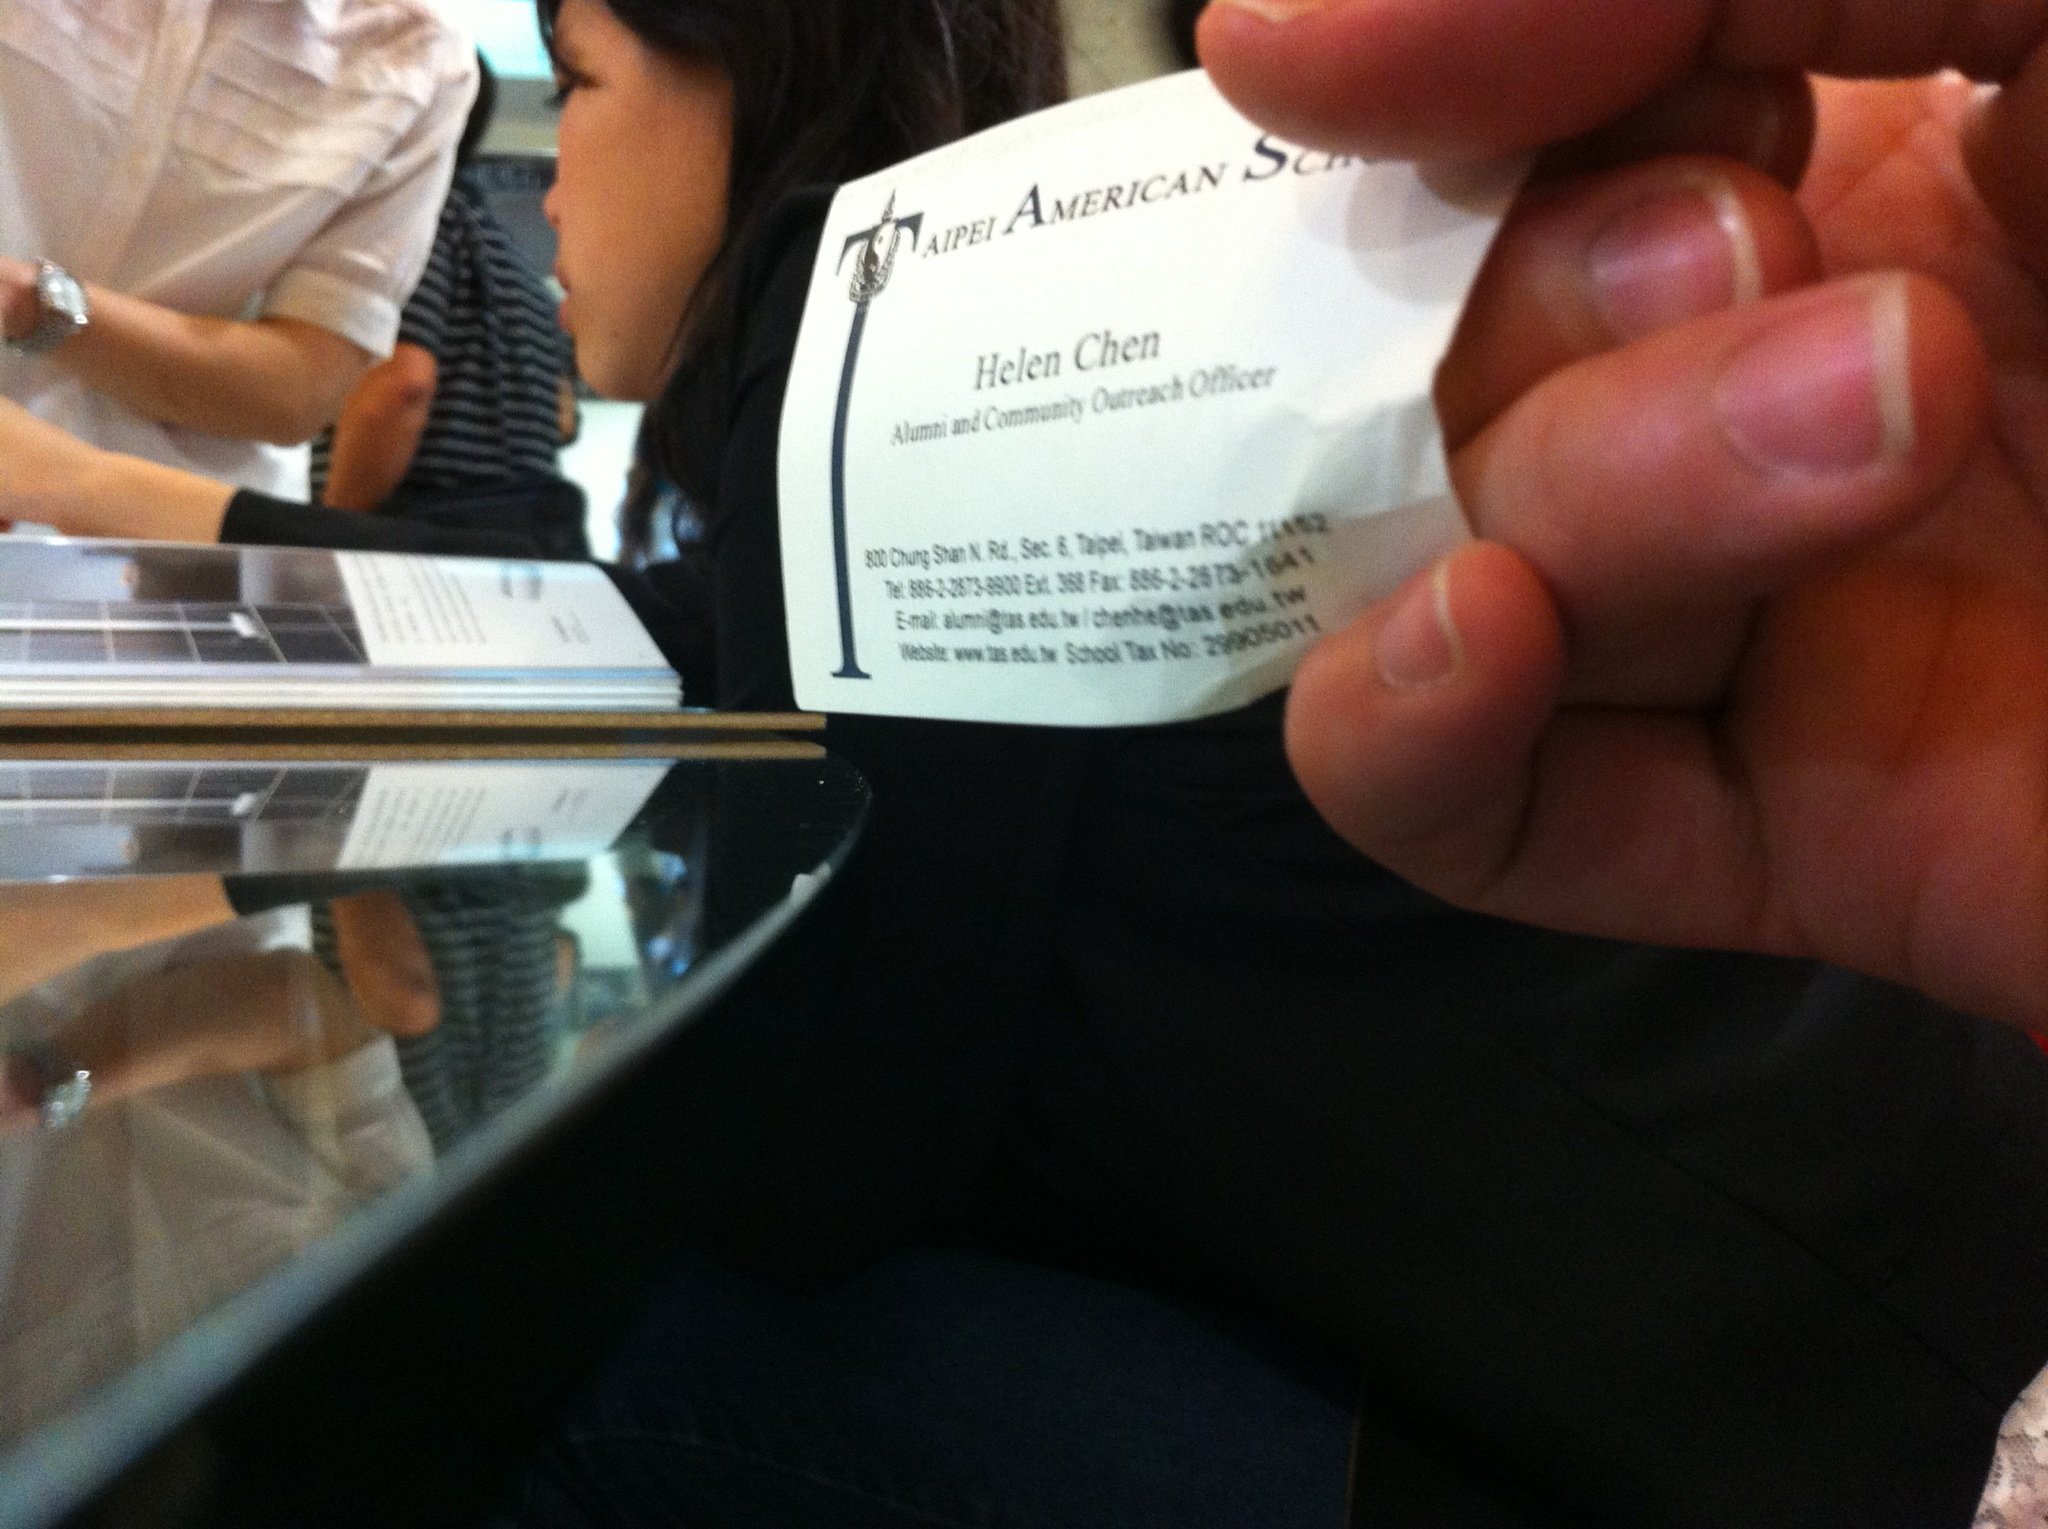 TAIPEI AMERICAN
Helen Chen
Alumni and Community Outreach Officer
800 Chung Shan N. Rd., Sec. 6, Taipei, Taiwan ROC 11152
Tel: 886-2-2873-9900 Ext. 368 Fax: 886-2-2873-1641
E-mail: alumni@tas.edu.tw / chenhe@tas.edu.tw
Website: www.tas.edu.tw School Tax No: 29905011